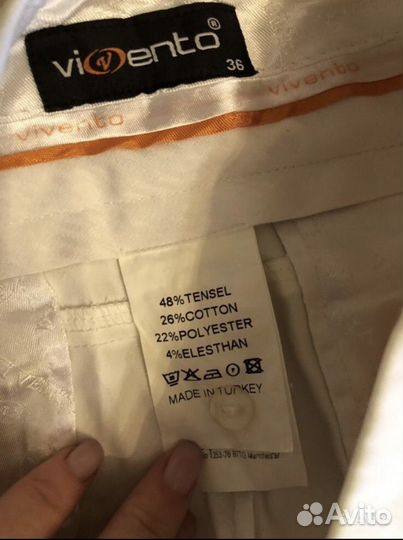 vivento®
36
vivento
vivento
48%TENSEL
26%COTTON
22%POLYESTER
4%ELESTHAN
MADE IN TURKEY
Avito